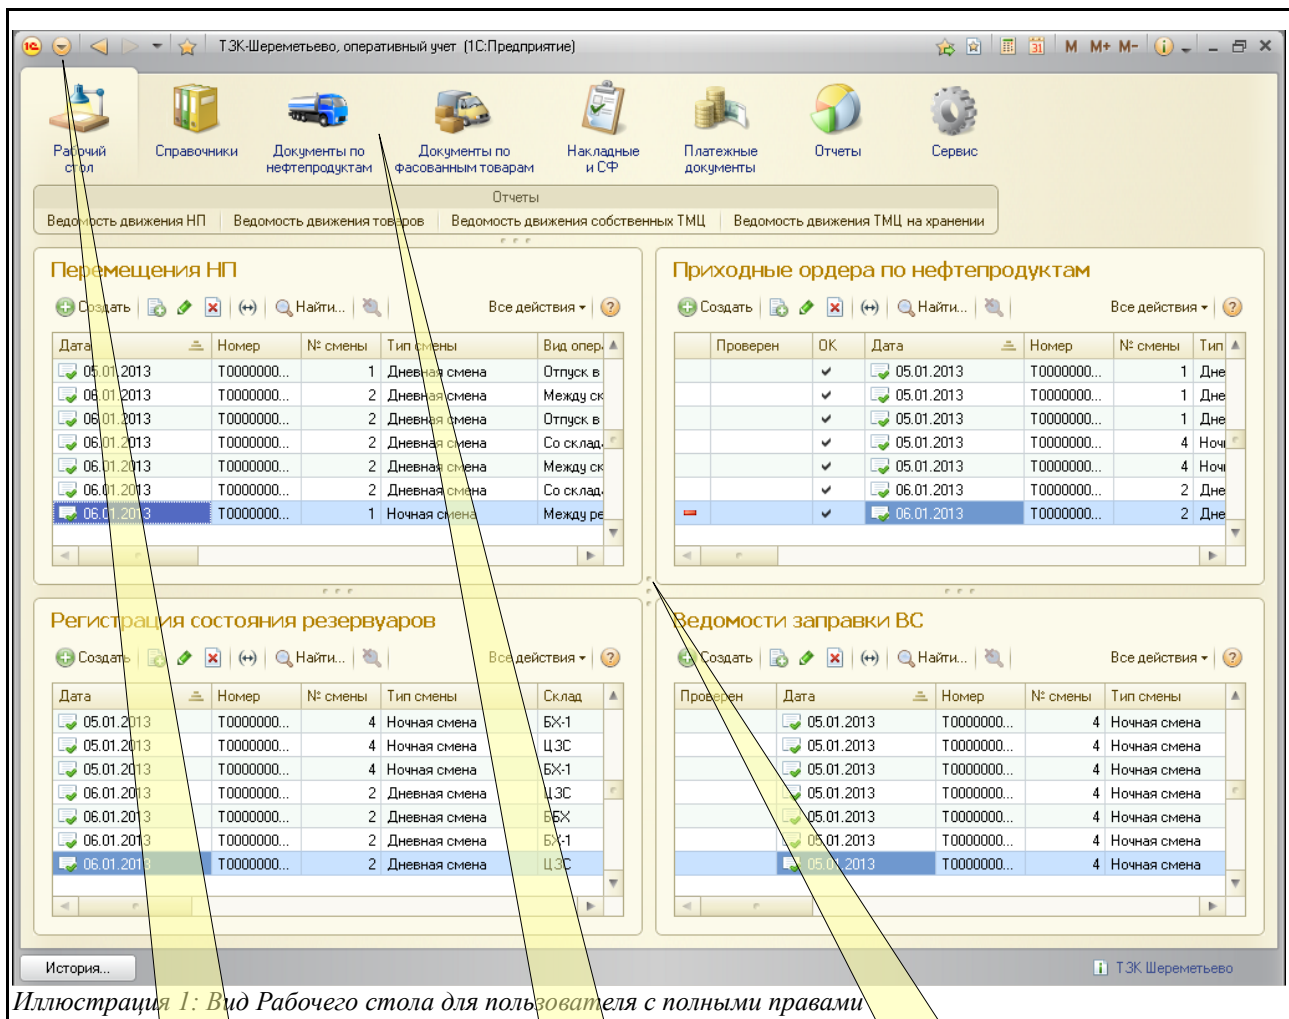 ТЗК-Шереметьево, оперативный учет (1С:Предприятие)
31 M M+ M-
Рабочий стол
Справочники
Документы по нефтепродуктам
Документы по фасованным товарам
Накладные и СФ
Платежные документы
Отчеты
Сервис
Отчеты
Ведомость движения НП Ведомость движения товаров Ведомость движения собственных ТМЦ Ведомость движения ТМЦ на хранении
Перемещения НП
Создать Найти... Все действия
Дата Номер № смены Тип смены Вид опер
05.01.2013 Т0000000... 1 Дневная смена Отпуск в
06.01.2013 Т0000000... 2 Дневная смена Между ск
06.01.2013 Т0000000... 2 Дневная смена Отпуск в
06.01.2013 Т0000000... 2 Дневная смена Со склад
06.01.2013 Т0000000... 2 Дневная смена Между ск
06.01.2013 Т0000000... 2 Дневная смена Со склад
06.01.2013 Т0000000... 1 Ночная смена Между ре
Приходные ордера по нефтепродуктам
Создать Найти... Все действия
Проверен ОК Дата Номер № смены Тип
05.01.2013 Т0000000... 1 Дне
05.01.2013 Т0000000... 1 Дне
05.01.2013 Т0000000... 1 Дне
05.01.2013 Т0000000... 4 Ноч
05.01.2013 Т0000000... 4 Ноч
06.01.2013 Т0000000... 2 Дне
06.01.2013 Т0000000... 2 Дне
Регистрация состояния резервуаров
Создать Найти... Все действия
Дата Номер № смены Тип смены Склад
05.01.2013 Т0000000... 4 Ночная смена БХ-1
05.01.2013 Т0000000... 4 Ночная смена ЦЗС
05.01.2013 Т0000000... 4 Ночная смена БХ-1
06.01.2013 Т0000000... 2 Дневная смена ЦЗС
06.01.2013 Т0000000... 2 Дневная смена ББХ
06.01.2013 Т0000000... 2 Дневная смена БХ-1
06.01.2013 Т0000000... 2 Дневная смена ЦЗС
Ведомости заправки ВС
Создать Найти... Все действия
Проверен Дата Номер № смены Тип смены
05.01.2013 Т0000000... 4 Ночная смена
05.01.2013 Т0000000... 4 Ночная смена
05.01.2013 Т0000000... 4 Ночная смена
05.01.2013 Т0000000... 4 Ночная смена
05.01.2013 Т0000000... 4 Ночная смена
05.01.2013 Т0000000... 4 Ночная смена
05.01.2013 Т0000000... 4 Ночная смена
История...
ТЗК Шереметьево
Иллюстрация 1: Вид Рабочего стола для пользователя с полными правами